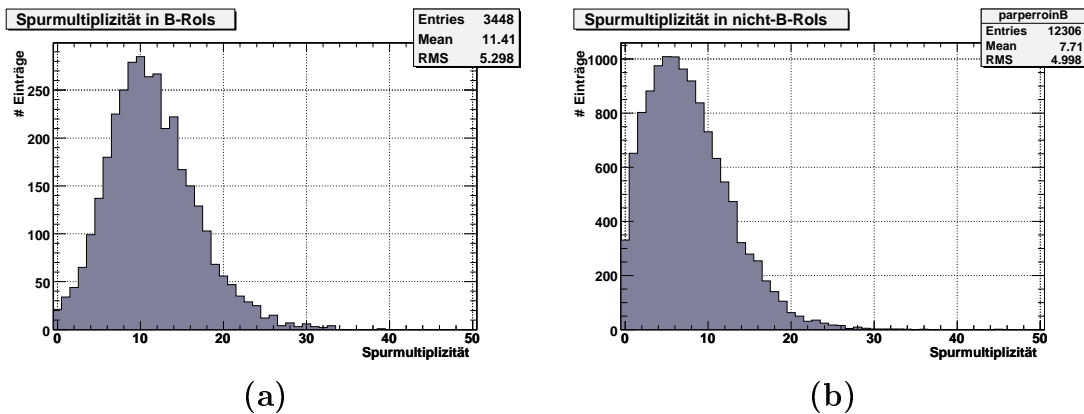 Spurmultiplizität in B-RoIs
Entries 3448
Mean 11.41
RMS 5.298
# Einträge
250
200
150
100
50
0
0 10 20 30 40 50
Spurmultiplizität
(a)
Spurmultiplizität in nicht-B-RoIs
parperroinB
Entries 12306
Mean 7.71
RMS 4.998
# Einträge
1000
800
600
400
200
0
0 10 20 30 40 50
Spurmultiplizität
(b)